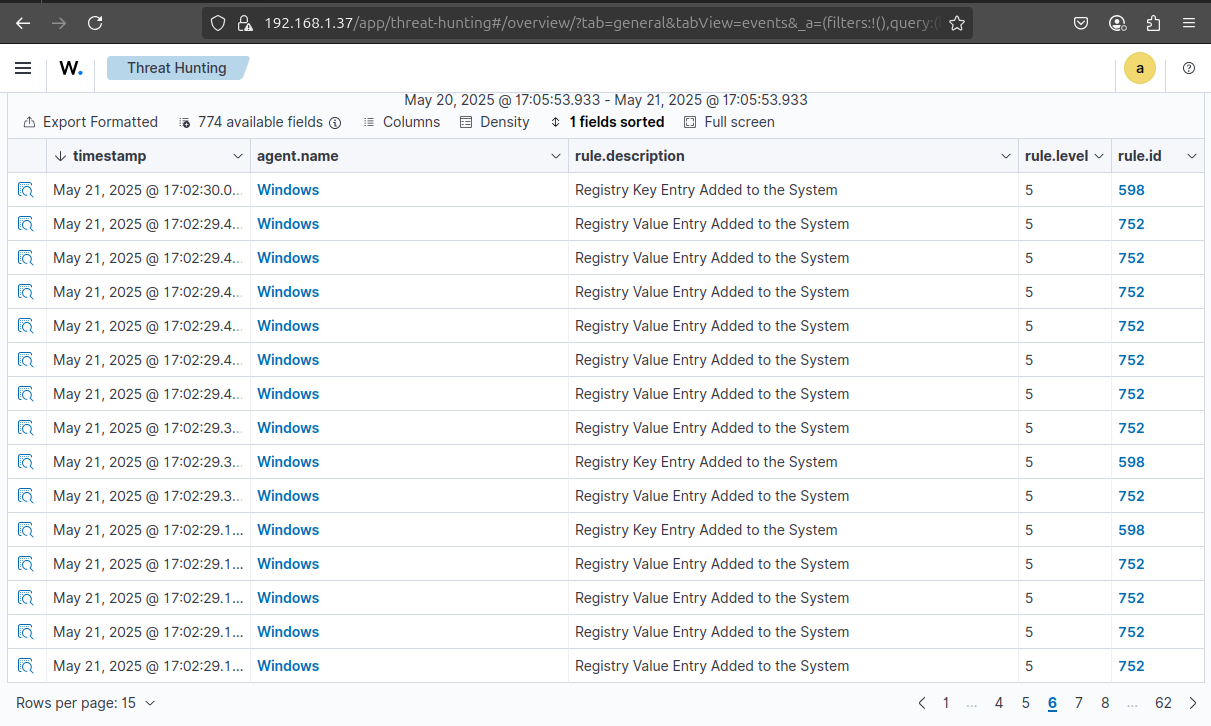 192.168.1.37/app/threat-hunting#/overview/?tab=general&tabView=events&_a=(filters:!(),query:(
W. Threat Hunting a
May 20, 2025 @ 17:05:53.933 - May 21, 2025 @ 17:05:53.933
Export Formatted 774 available fields Columns Density 1 fields sorted Full screen
timestamp agent.name rule.description rule.level rule.id
May 21, 2025 @ 17:02:30.0... Windows Registry Key Entry Added to the System 5 598
May 21, 2025 @ 17:02:29.4... Windows Registry Value Entry Added to the System 5 752
May 21, 2025 @ 17:02:29.4... Windows Registry Value Entry Added to the System 5 752
May 21, 2025 @ 17:02:29.4... Windows Registry Value Entry Added to the System 5 752
May 21, 2025 @ 17:02:29.4... Windows Registry Value Entry Added to the System 5 752
May 21, 2025 @ 17:02:29.4... Windows Registry Value Entry Added to the System 5 752
May 21, 2025 @ 17:02:29.4... Windows Registry Value Entry Added to the System 5 752
May 21, 2025 @ 17:02:29.3... Windows Registry Value Entry Added to the System 5 752
May 21, 2025 @ 17:02:29.3... Windows Registry Key Entry Added to the System 5 598
May 21, 2025 @ 17:02:29.3... Windows Registry Value Entry Added to the System 5 752
May 21, 2025 @ 17:02:29.1... Windows Registry Key Entry Added to the System 5 598
May 21, 2025 @ 17:02:29.1... Windows Registry Value Entry Added to the System 5 752
May 21, 2025 @ 17:02:29.1... Windows Registry Value Entry Added to the System 5 752
May 21, 2025 @ 17:02:29.1... Windows Registry Value Entry Added to the System 5 752
May 21, 2025 @ 17:02:29.1... Windows Registry Value Entry Added to the System 5 752
Rows per page: 15 1 ... 4 5 6 7 8 ... 62